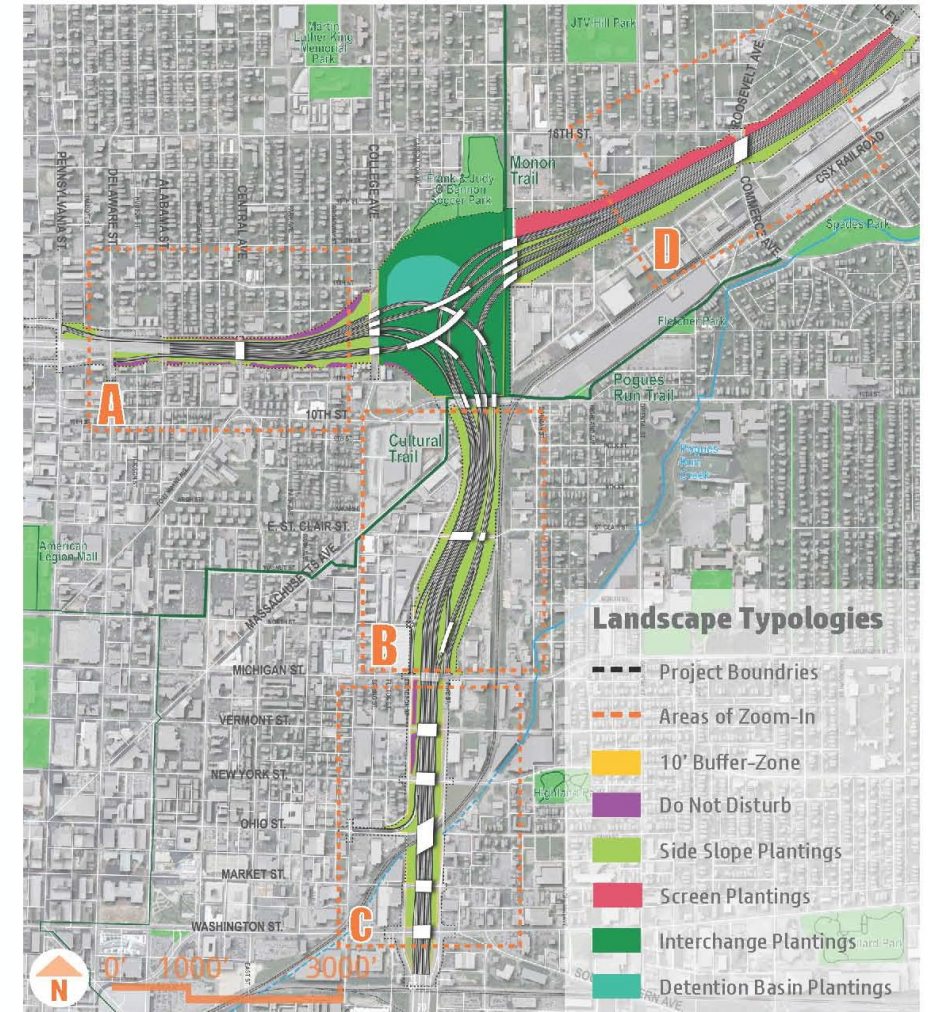 Martin
Luther King
Memorial
Park
JTV Hill Park
ROOSEVELT AVE.
16TH ST.
PENNSYLVANIA ST.
DELAWARE ST.
ALABAMA ST.
CENTRAL AVE.
COLLEGE AVE.
Monon
Trail
Frank & Judy
O'Bannon
Soccer Park
COMMERCE AVE.
CSX RAILROAD
Spades Park
D
Fletcher Park
A
10TH ST.
Pogues
Run Trail
Cultural
Trail
Pogues
Run
Creek
E. ST. CLAIR ST.
American
Legion Mall
MASSACHUSETTS AVE
B
MICHIGAN ST.
VERMONT ST.
NEW YORK ST.
OHIO ST.
MARKET ST.
WASHINGTON ST.
C
EAST ST.
N
0' 1000' 3000'
Landscape Typologies
Project Boundries
Areas of Zoom-In
10' Buffer-Zone
Do Not Disturb
Side Slope Plantings
Screen Plantings
Interchange Plantings
Detention Basin Plantings